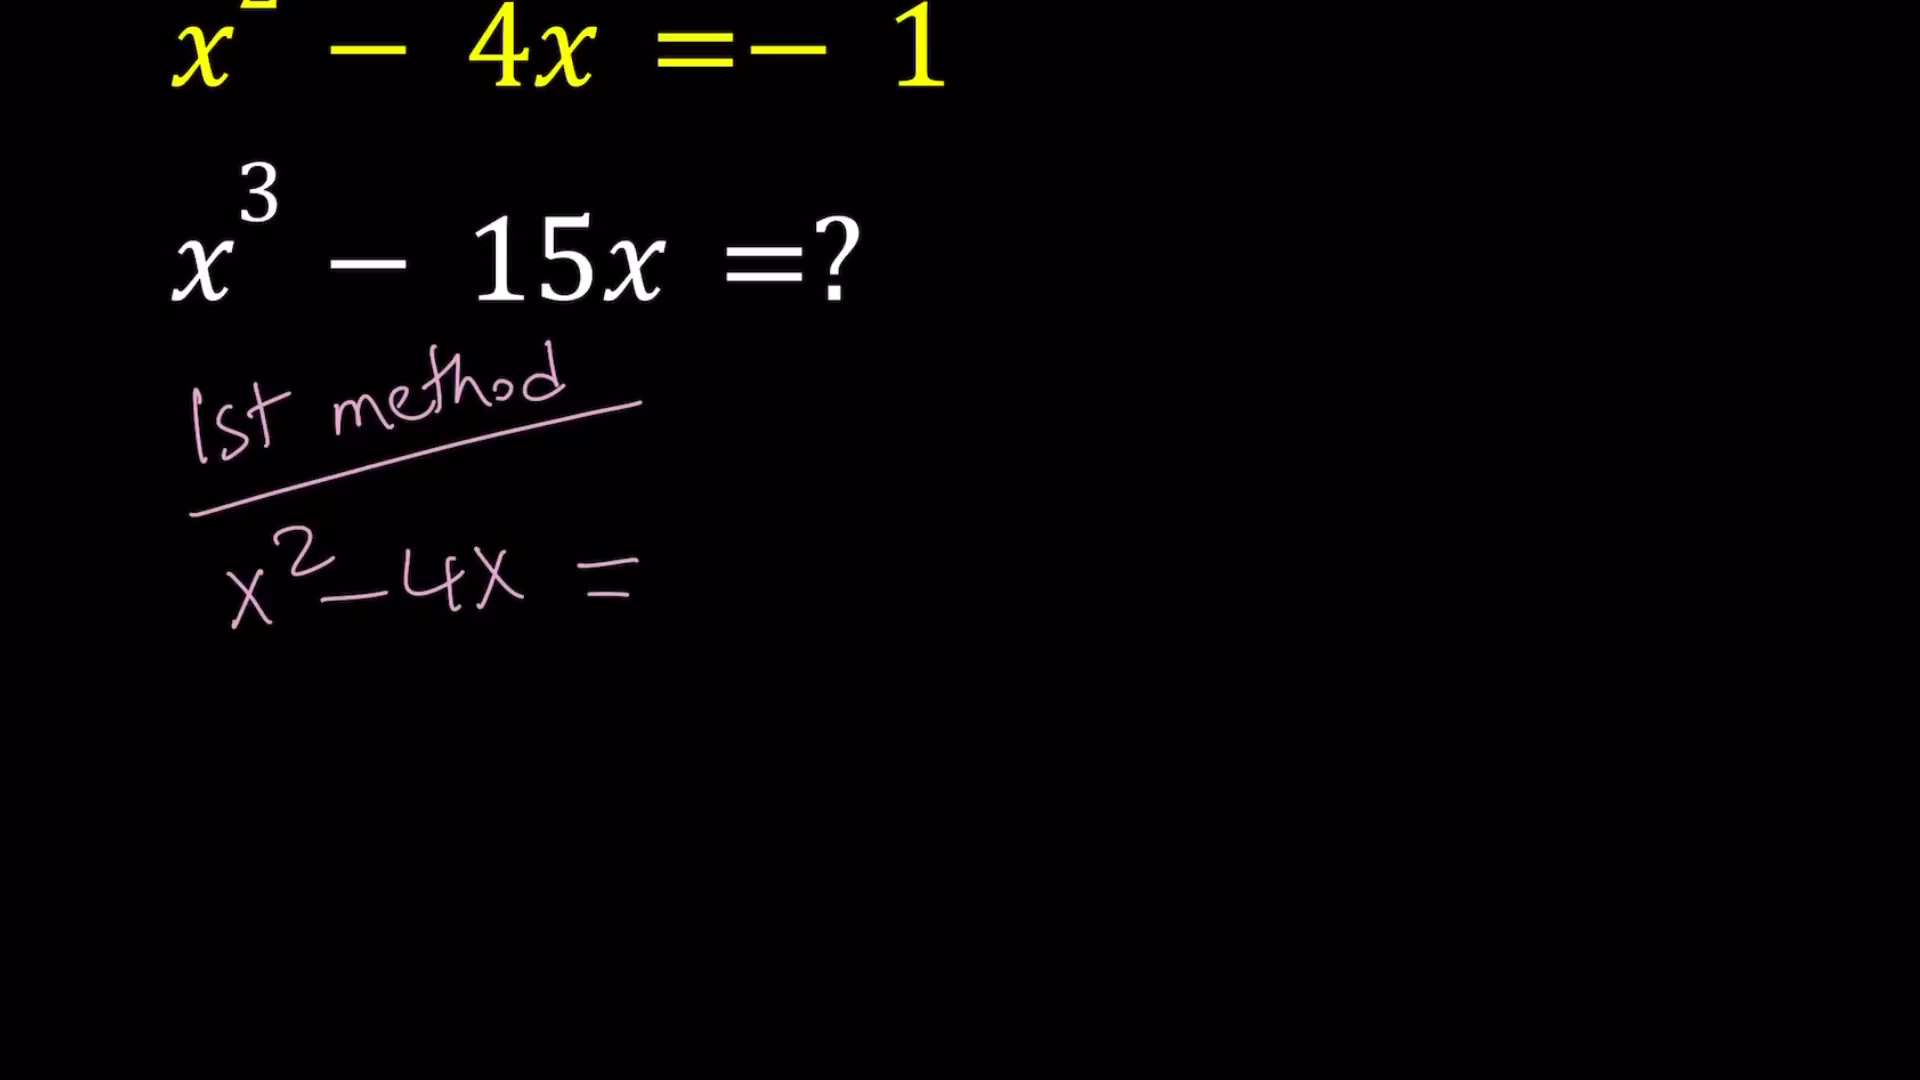 x² − 4x =− 1
x³ − 15x =?
1st method
x² − 4x =